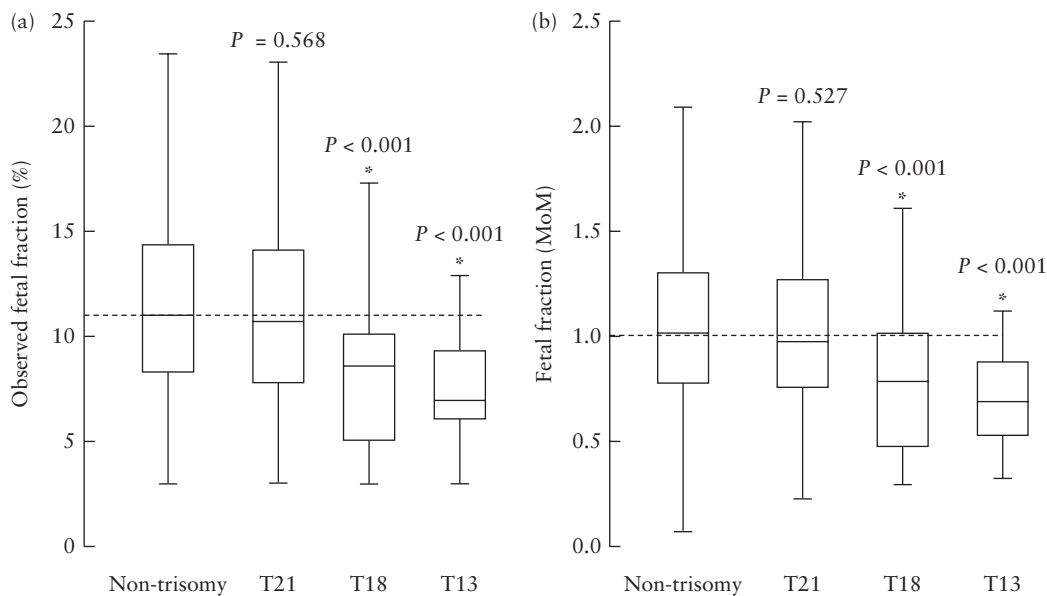 (a)
Observed fetal fraction (%)
25
20
15
10
5
0
P = 0.568
P < 0.001
*
P < 0.001
*
Non-trisomy T21 T18 T13
(b)
Fetal fraction (MoM)
2.5
2.0
1.5
1.0
0.5
0.0
P = 0.527
P < 0.001
*
P < 0.001
*
Non-trisomy T21 T18 T13